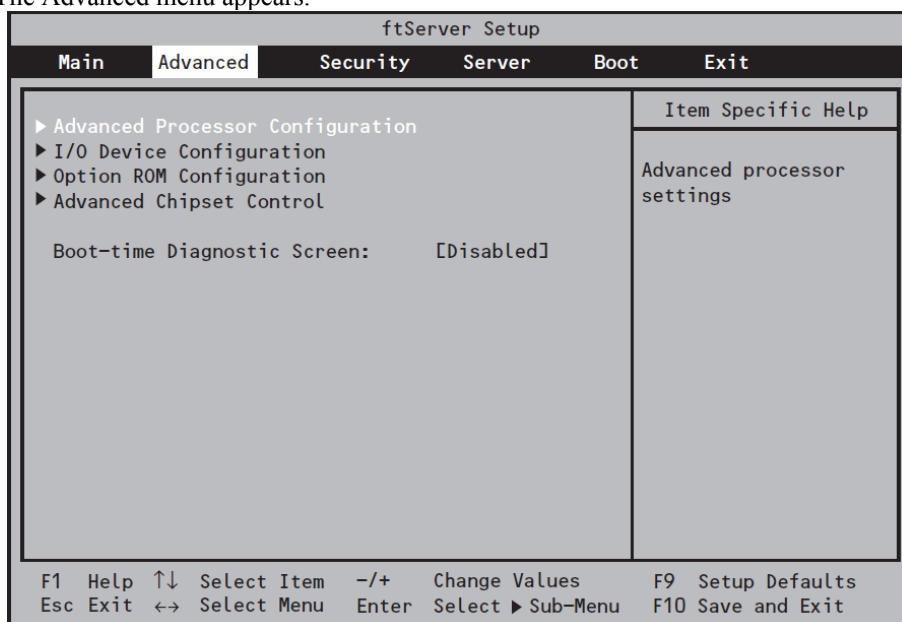 The Advanced menu appears.
ftServer Setup
Main Advanced Security Server Boot Exit
Item Specific Help
▶ Advanced Processor Configuration
▶ I/O Device Configuration
▶ Option ROM Configuration
▶ Advanced Chipset Control
Boot-time Diagnostic Screen: [Disabled]
Advanced processor
settings
F1 Help ↑↓ Select Item -/+ Change Values F9 Setup Defaults
Esc Exit ←→ Select Menu Enter Select ▶ Sub-Menu F10 Save and Exit